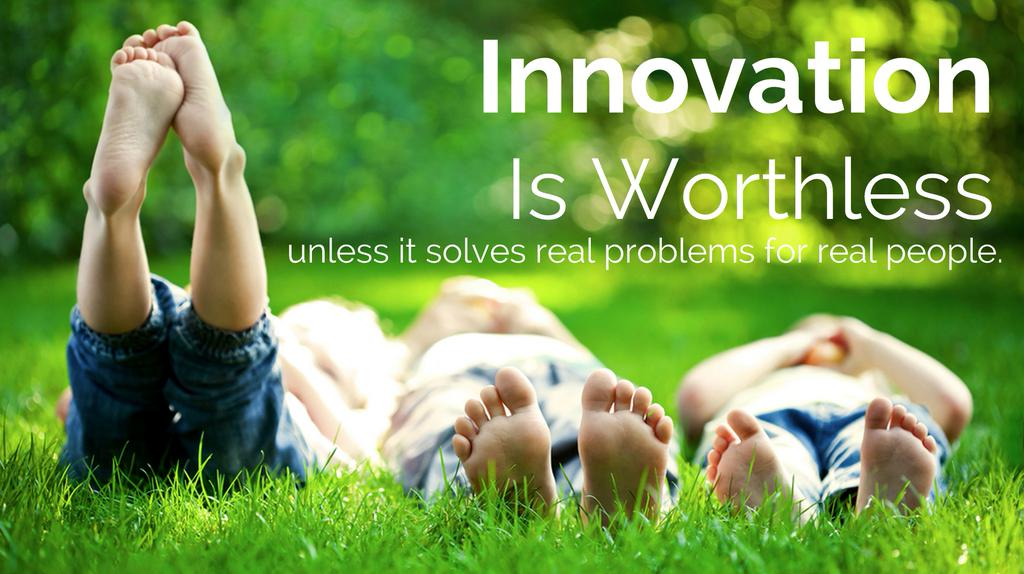 Innovation
Is Worthless
unless it solves real problems for real people.